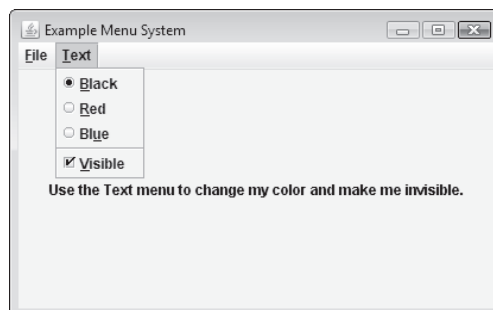 Example Menu System
File Text
Black
Red
Blue
Visible
Use the Text menu to change my color and make me invisible.